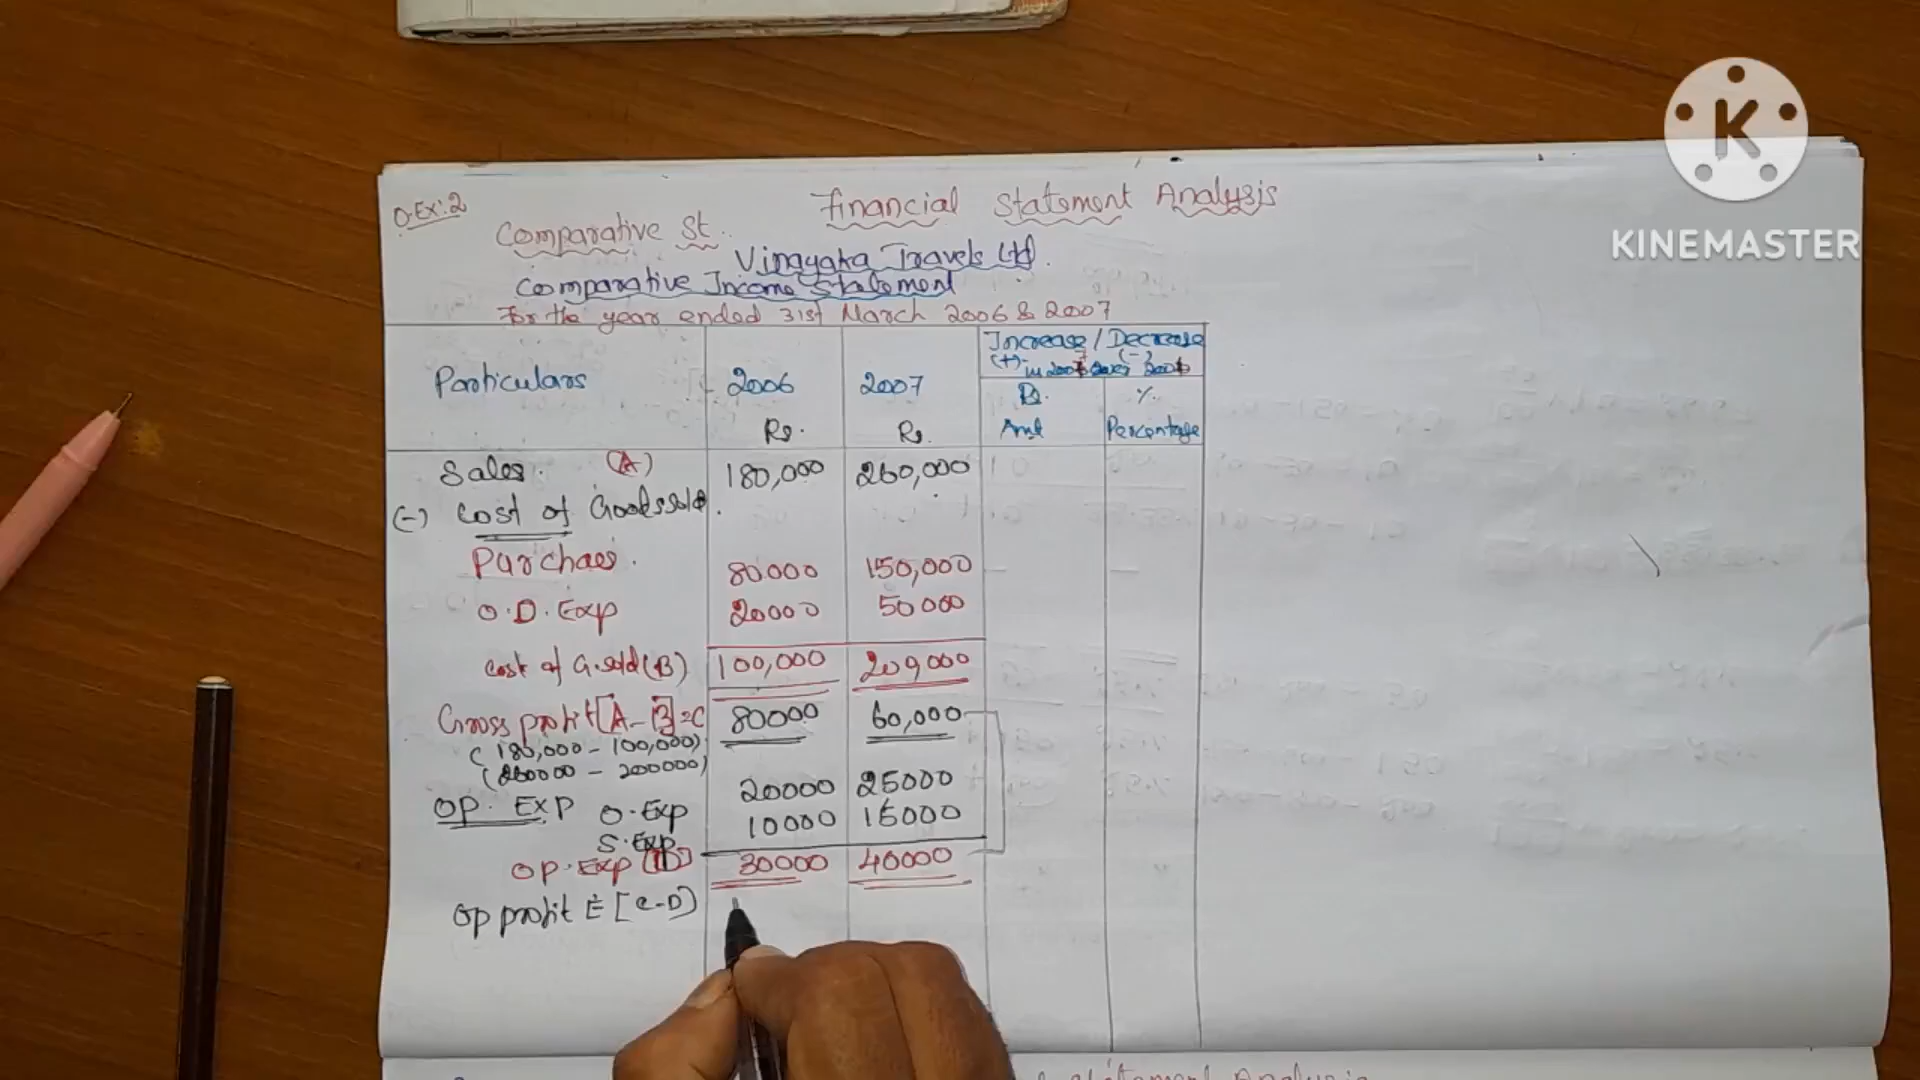 O.Ex:2
Financial Statement Analysis
Comparative St..
Vinayaka Travels Ltd.
Comparative Income Statement
For the year ended 31st March 2006 & 2007
Particulars 2006 Rs. 2007 Rs. Increase / Decrease
(+) (-)
Rs. Amt % Percentage
Sales. (A) 180,000 260,000
(-) Cost of Goods sold.
Purchaes. 80000 150,000
O.D. Exp 20000 50000
Cost of G.sold (B) 100,000 200,000
Gross profit [A-B]=C 80000 60,000
(180,000 - 100,000)
(260000 - 200000)
20000 25000
OP. EXP O.Exp
10000 15000
S.Exp
Op.Exp (D) 30000 40000
Op profit E [C-D]
Statement Analysis
K
KINEMASTER